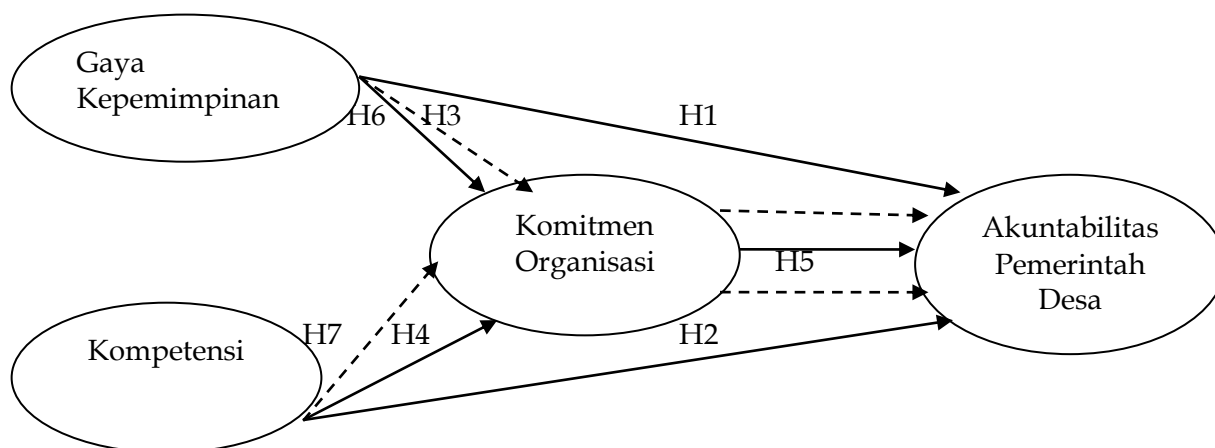 Gaya
Kepemimpinan
H6
H3
H1
Komitmen
Organisasi
H5
Akuntabilitas
Pemerintah
Desa
Kompetensi
H7
H4
H2